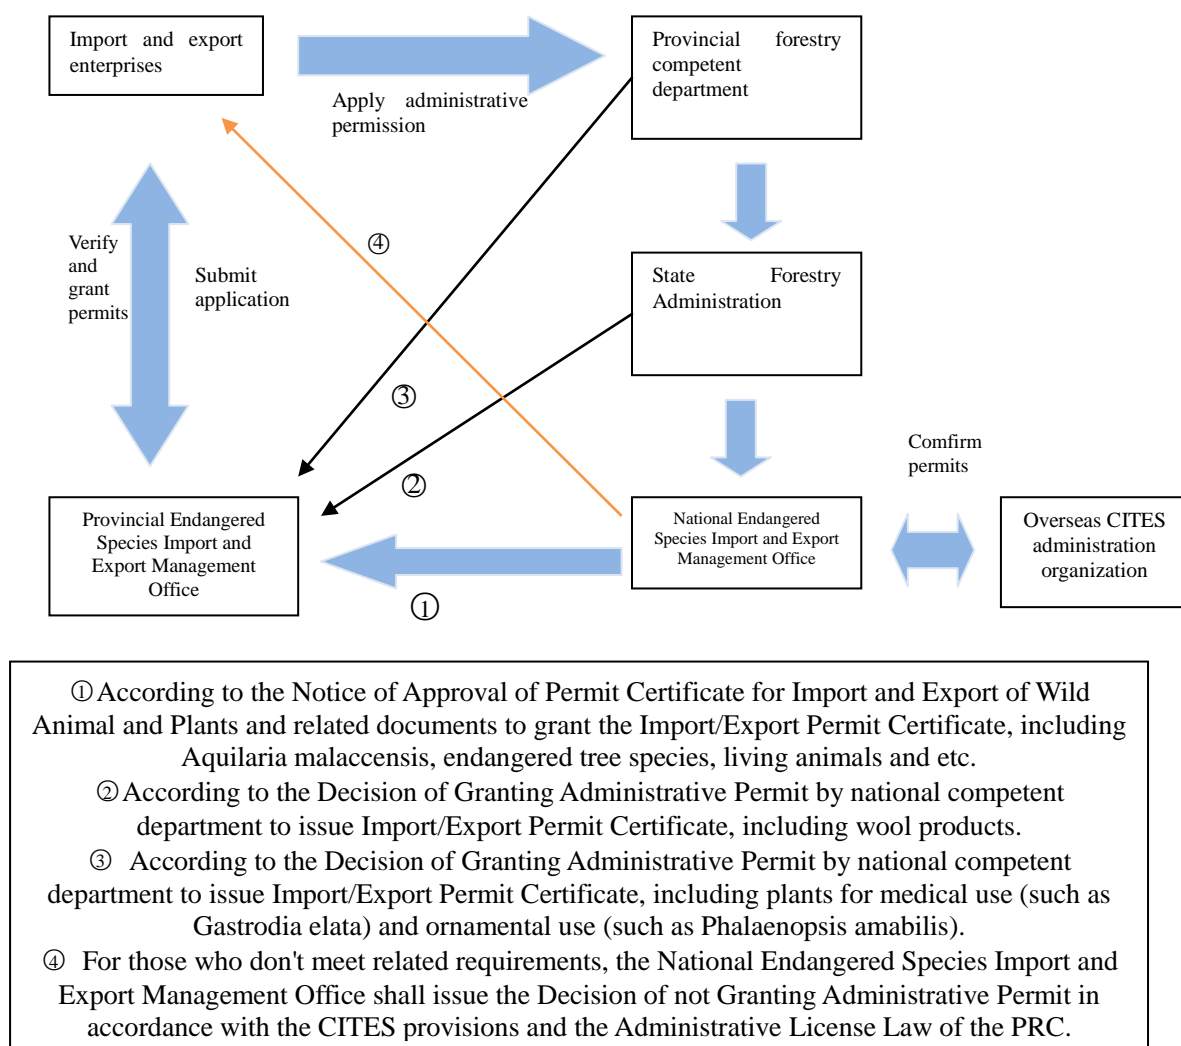 Import and export
enterprises
Provincial forestry
competent
department
Apply administrative
permission
④
Verify
and
grant
permits
Submit
application
State Forestry
Administration
③
②
Comfirm
permits
Provincial Endangered
Species Import and
Export Management
Office
National Endangered
Species Import and Export
Management Office
Overseas CITES
administration
organization
①
①According to the Notice of Approval of Permit Certificate for Import and Export of Wild
Animal and Plants and related documents to grant the Import/Export Permit Certificate, including
Aquilaria malaccensis, endangered tree species, living animals and etc.
②According to the Decision of Granting Administrative Permit by national competent
department to issue Import/Export Permit Certificate, including wool products.
③ According to the Decision of Granting Administrative Permit by national competent
department to issue Import/Export Permit Certificate, including plants for medical use (such as
Gastrodia elata) and ornamental use (such as Phalaenopsis amabilis).
④ For those who don't meet related requirements, the National Endangered Species Import and
Export Management Office shall issue the Decision of not Granting Administrative Permit in
accordance with the CITES provisions and the Administrative License Law of the PRC.